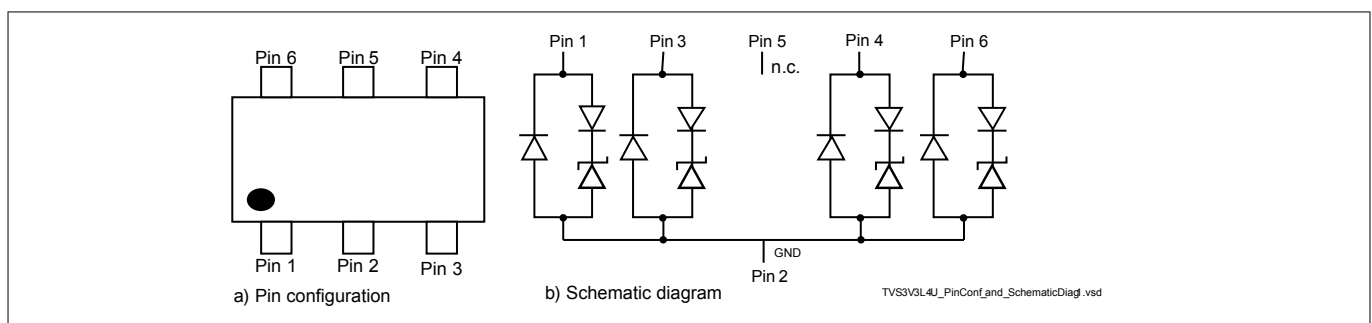 Pin 6 Pin 5 Pin 4
Pin 1 Pin 2 Pin 3
a) Pin configuration
Pin 1 Pin 3 Pin 5 Pin 4 Pin 6
n.c.
GND
Pin 2
b) Schematic diagram
TVS3V3L4U_PinConf_and_SchematicDiagr.vsd